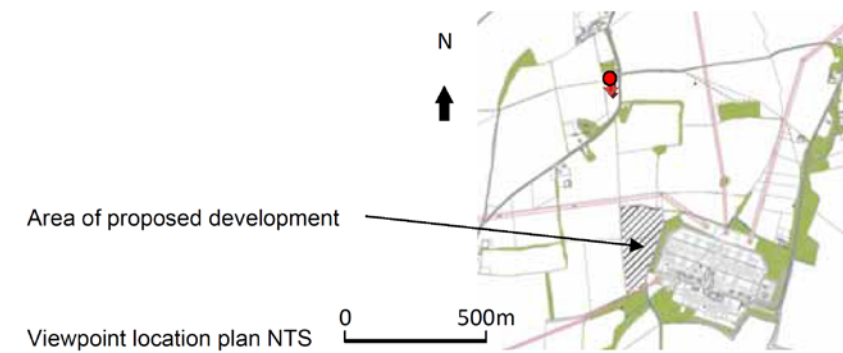 N
Area of proposed development
0 500m
Viewpoint location plan NTS